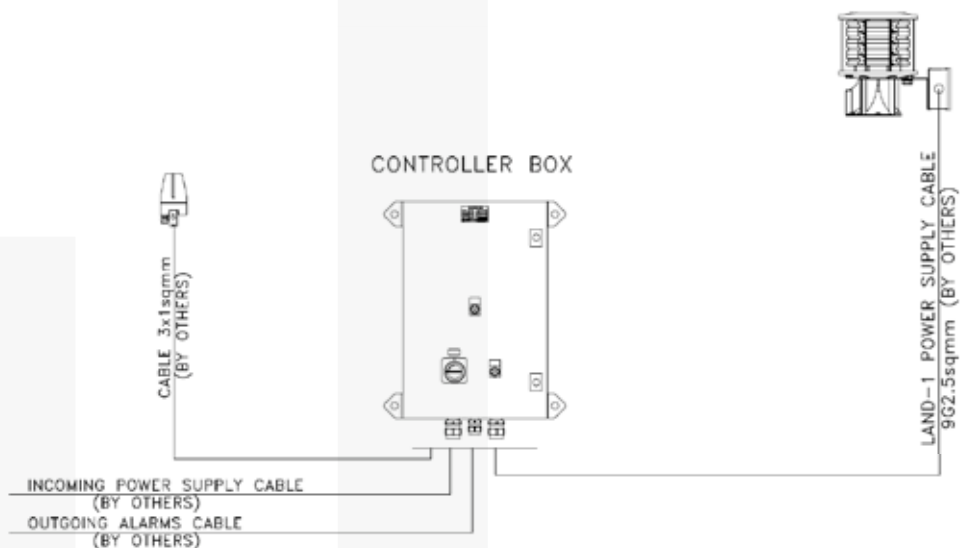 CONTROLLER BOX
CABLE 3x1sqmm
(BY OTHERS)
LAND-1 POWER SUPPLY CABLE
9G2.5sqmm (BY OTHERS)
INCOMING POWER SUPPLY CABLE
(BY OTHERS)
OUTGOING ALARMS CABLE
(BY OTHERS)